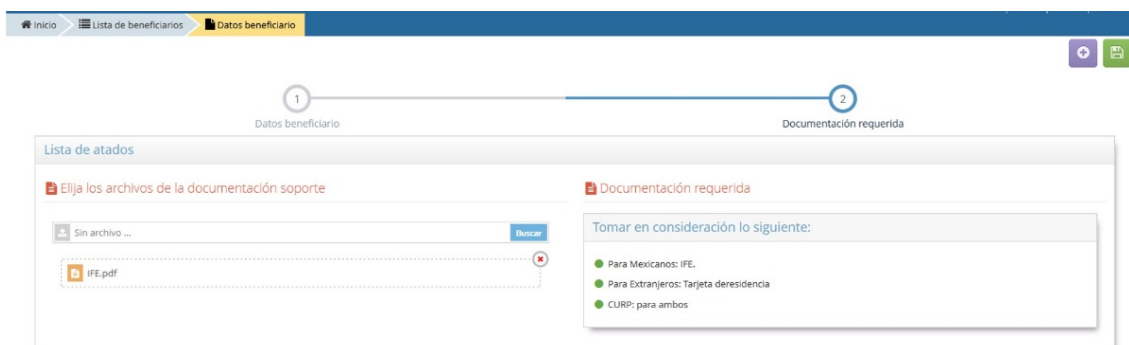 Inicio
Lista de beneficiarios
Datos beneficiario
1
2
Datos beneficiario
Documentación requerida
Lista de atados
Elija los archivos de la documentación soporte
Sin archivo ...
Buscar
IFE.pdf
Documentación requerida
Tomar en consideración lo siguiente:
Para Mexicanos: IFE.
Para Extranjeros: Tarjeta deresidencia
CURP: para ambos